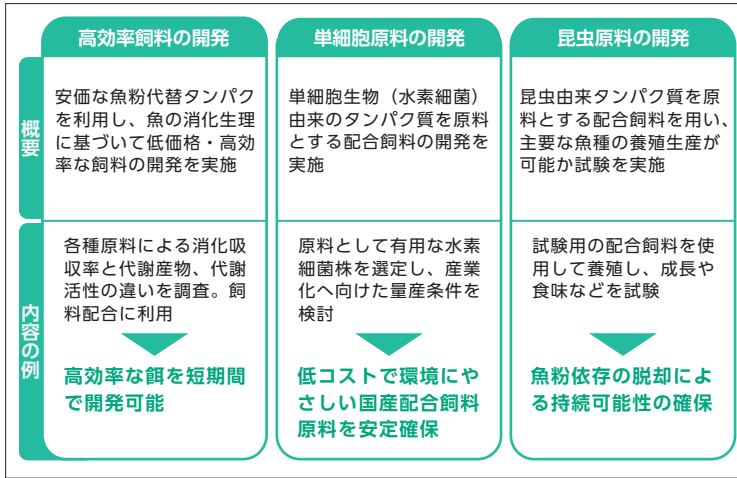 高効率飼料の開発
単細胞原料の開発
昆虫原料の開発
概要
安価な魚粉代替タンパク
を利用し、魚の消化生理
に基づいて低価格・高効
率な飼料の開発を実施
単細胞生物（水素細菌）
由来のタンパク質を原料
とする配合飼料の開発を
実施
昆虫由来タンパク質を原
料とする配合飼料を用い、
主要な魚種の養殖生産が
可能か試験を実施
内容の例
各種原料による消化吸
収率と代謝産物、代謝
活性の違いを調査。飼
料配合に利用
高効率な餌を短期間
で開発可能
原料として有用な水素
細菌株を選定し、産業
化へ向けた量産条件を
検討
低コストで環境にや
さしい国産配合飼料
原料を安定確保
試験用の配合飼料を使
用して養殖し、成長や
食味などを試験
魚粉依存の脱却によ
る持続可能性の確保